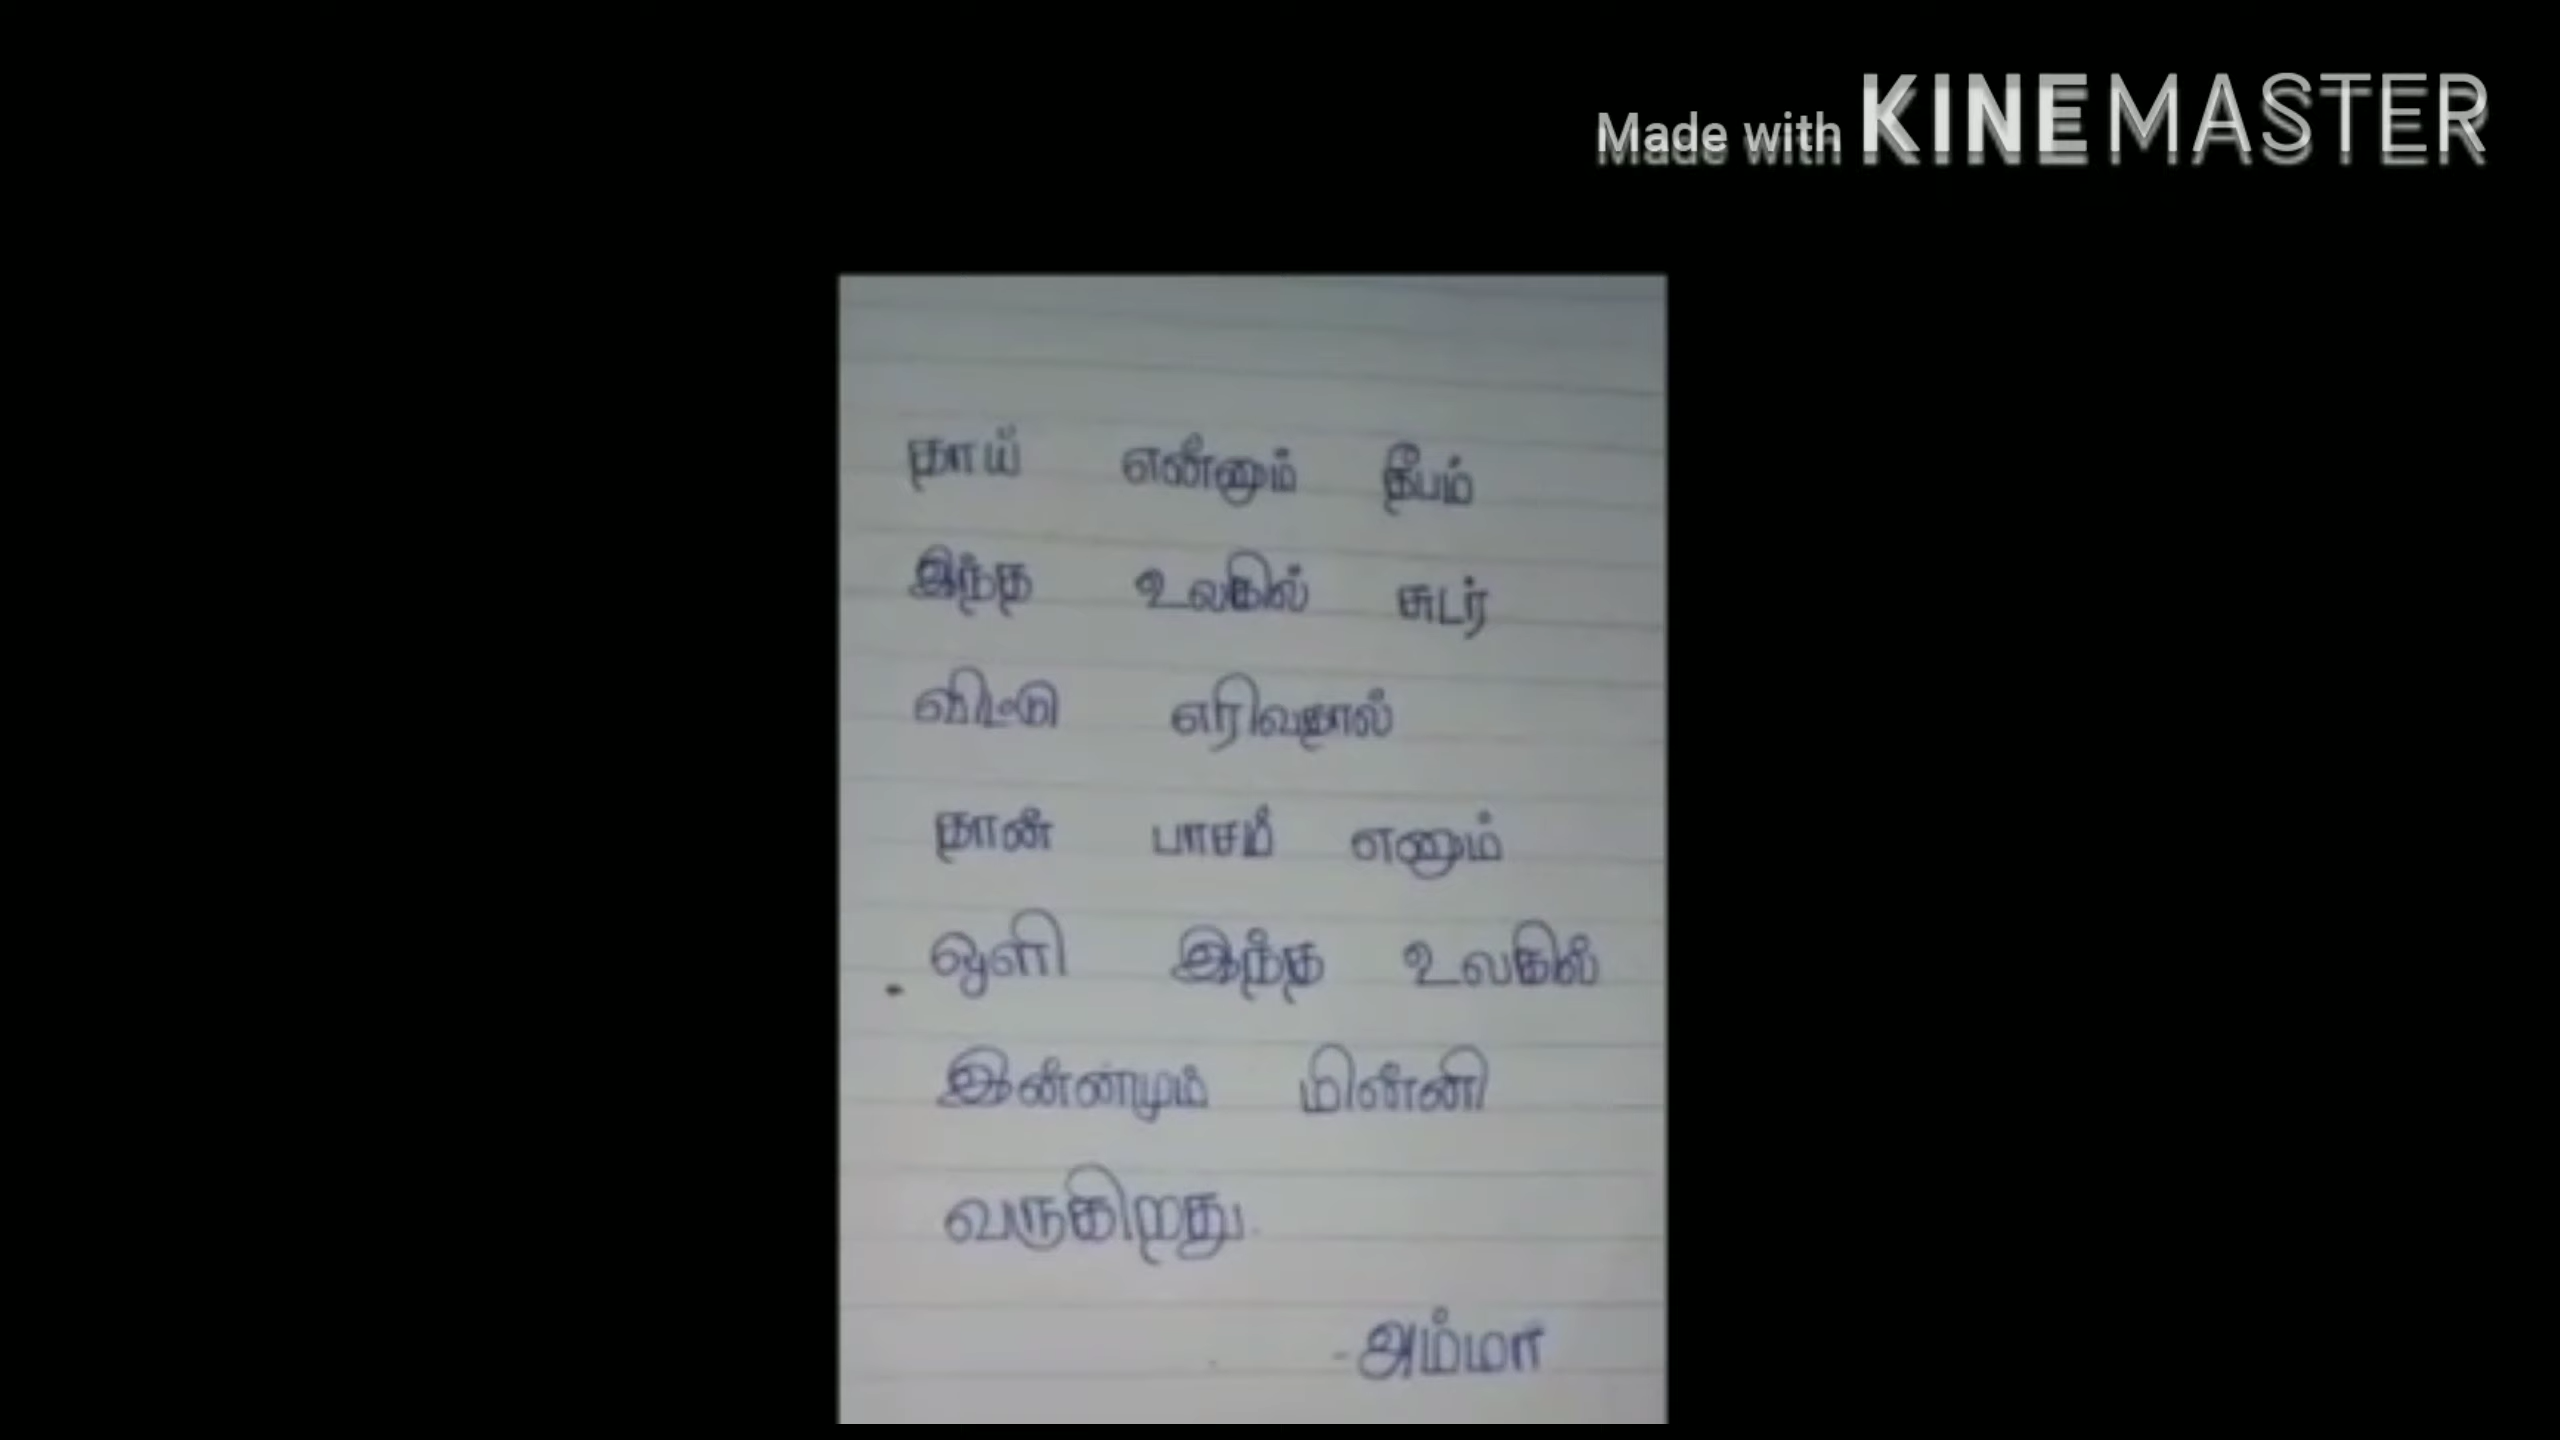 Made with KINEMASTER
தாய் என்னும் தீபம்
இந்த உலகில் சுடர்
விட்டு எரிவதால்
தான் பாசம் எனும்
ஒளி இந்த உலகில்
இன்னமும் மின்னி
வருகிறது.
-அம்மா